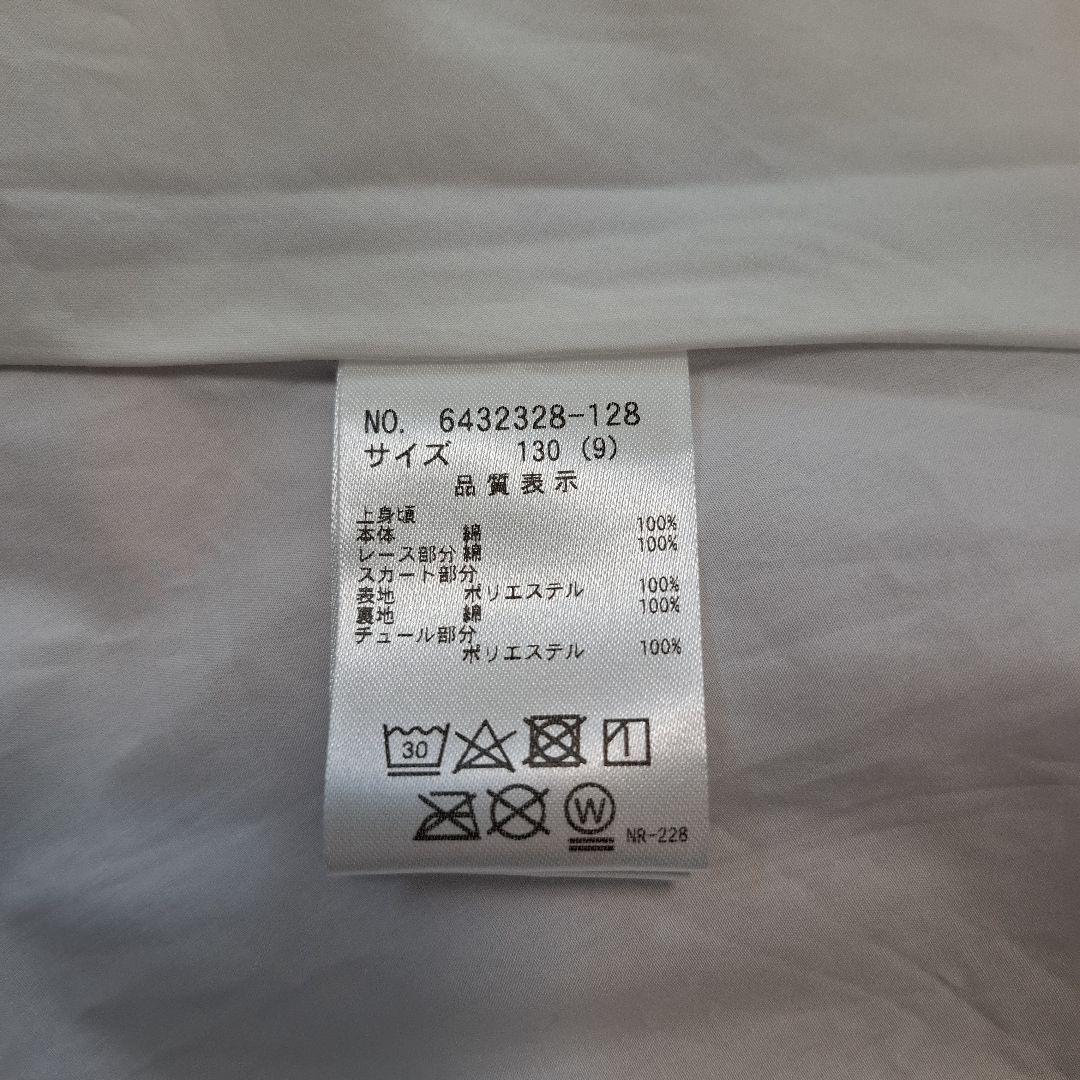 NO. 6432328-128
サイズ 130 (9)
品質表示
上身頃
本体 綿 100%
レース部分 綿 100%
スカート部分
表地 ポリエステル 100%
裏地 綿 100%
チュール部分
ポリエステル 100%
30
W
NR-228